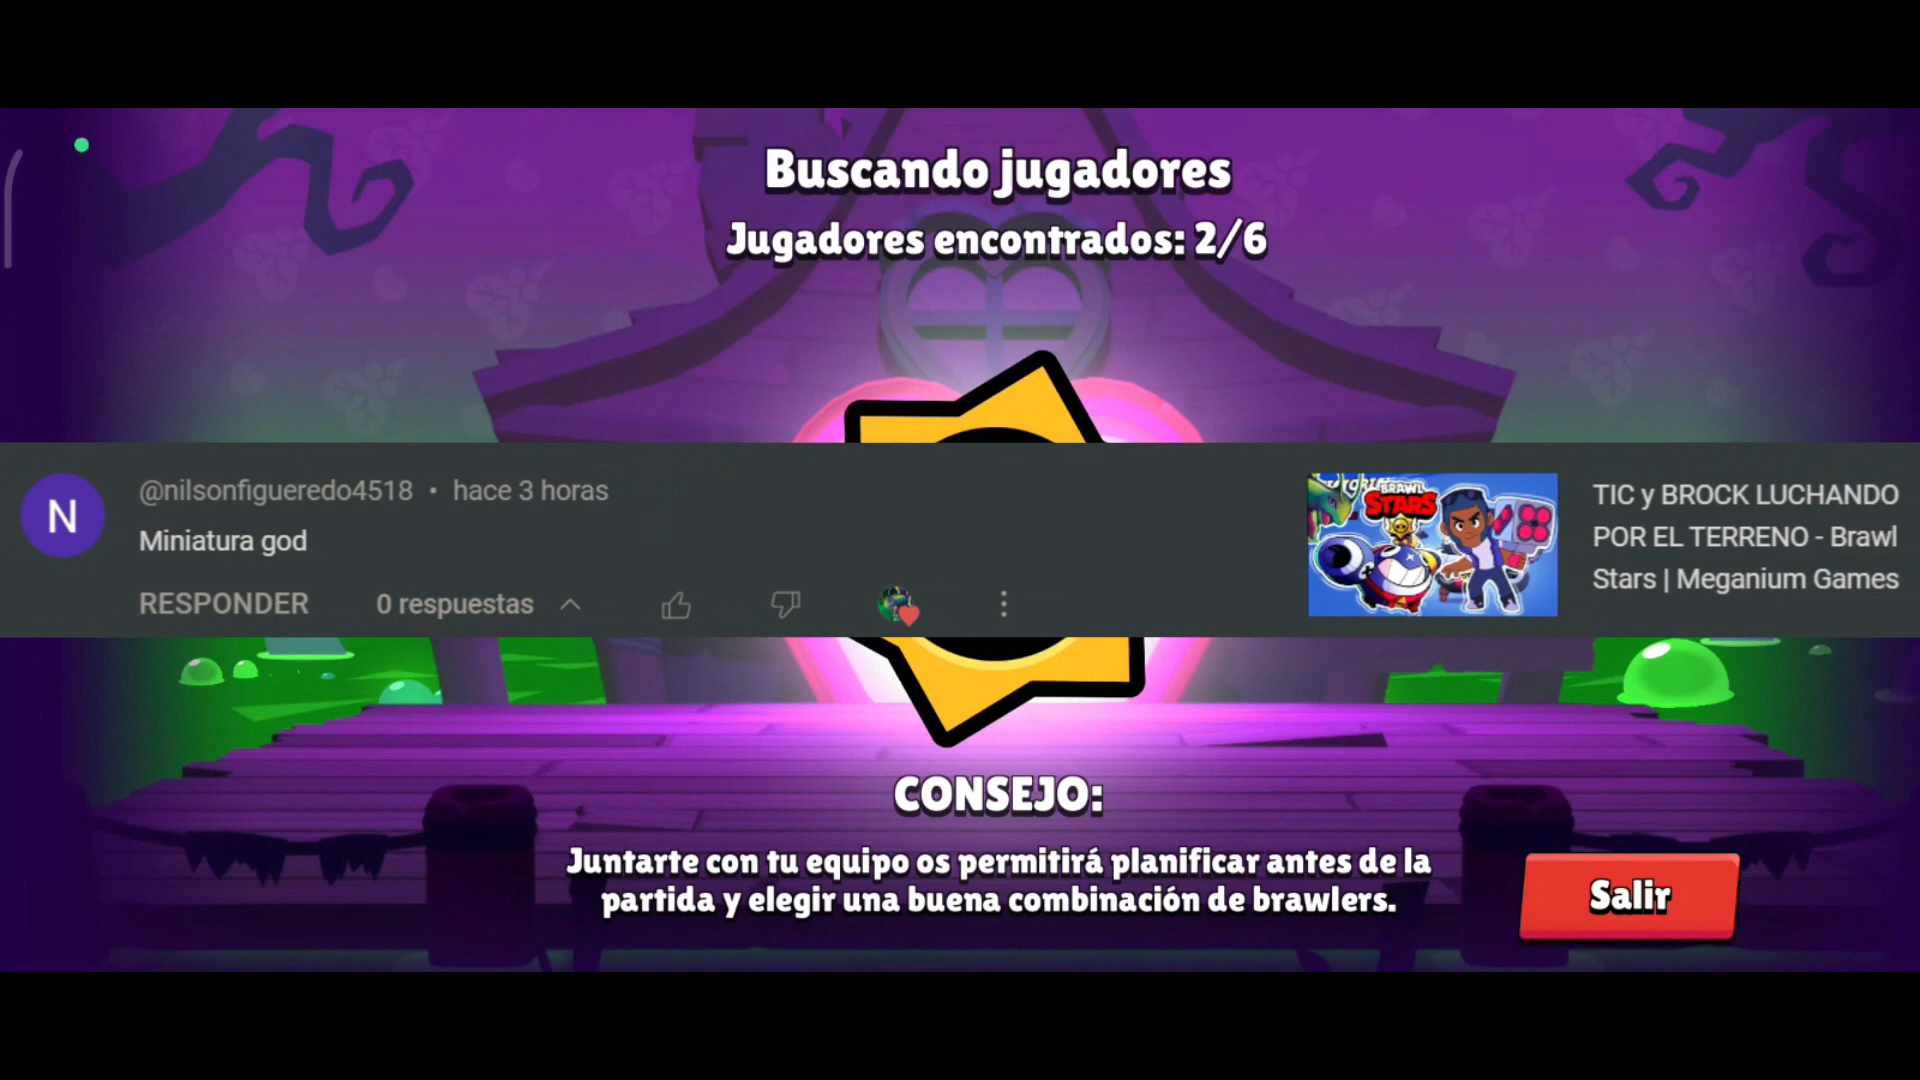 Buscando jugadores
Jugadores encontrados: 2/6
N
@nilsonfigueredo4518 • hace 3 horas
Miniatura god
RESPONDER 0 respuestas
BRAWL
STARS
TIC y BROCK LUCHANDO
POR EL TERRENO - Brawl
Stars | Meganium Games
CONSEJO:
Juntarte con tu equipo os permitirá planificar antes de la
partida y elegir una buena combinación de brawlers.
Salir